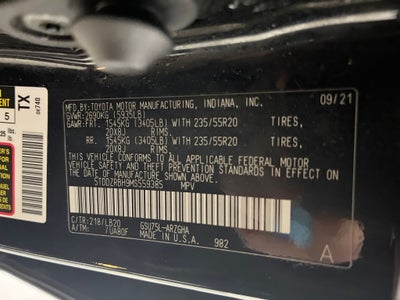 MFD.BY:TOYOTA MOTOR MANUFACTURING, INDIANA, INC. 09/21
GVWR:2690KG (5935LB)
GAWR:FRT. 1545KG (3405LB) WITH 235/55R20 TIRES,
20X8J RIMS,
RR. 1545KG (3405LB) WITH 235/55R20 TIRES,
20X8J RIMS,
THIS VEHICLE CONFORMS TO ALL APPLICABLE FEDERAL MOTOR
VEHICLE SAFETY AND THEFT PREVENTION STANDARDS IN
EFFECT ON THE DATE OF MANUFACTURE SHOWN ABOVE.
5TDDZRBH9MS559385 MPV
C/TR:218/LB20 GSU75L-ARZGHA
A/TM: UA80F MADE IN U.S.A. 982
A
TX
5
oc740